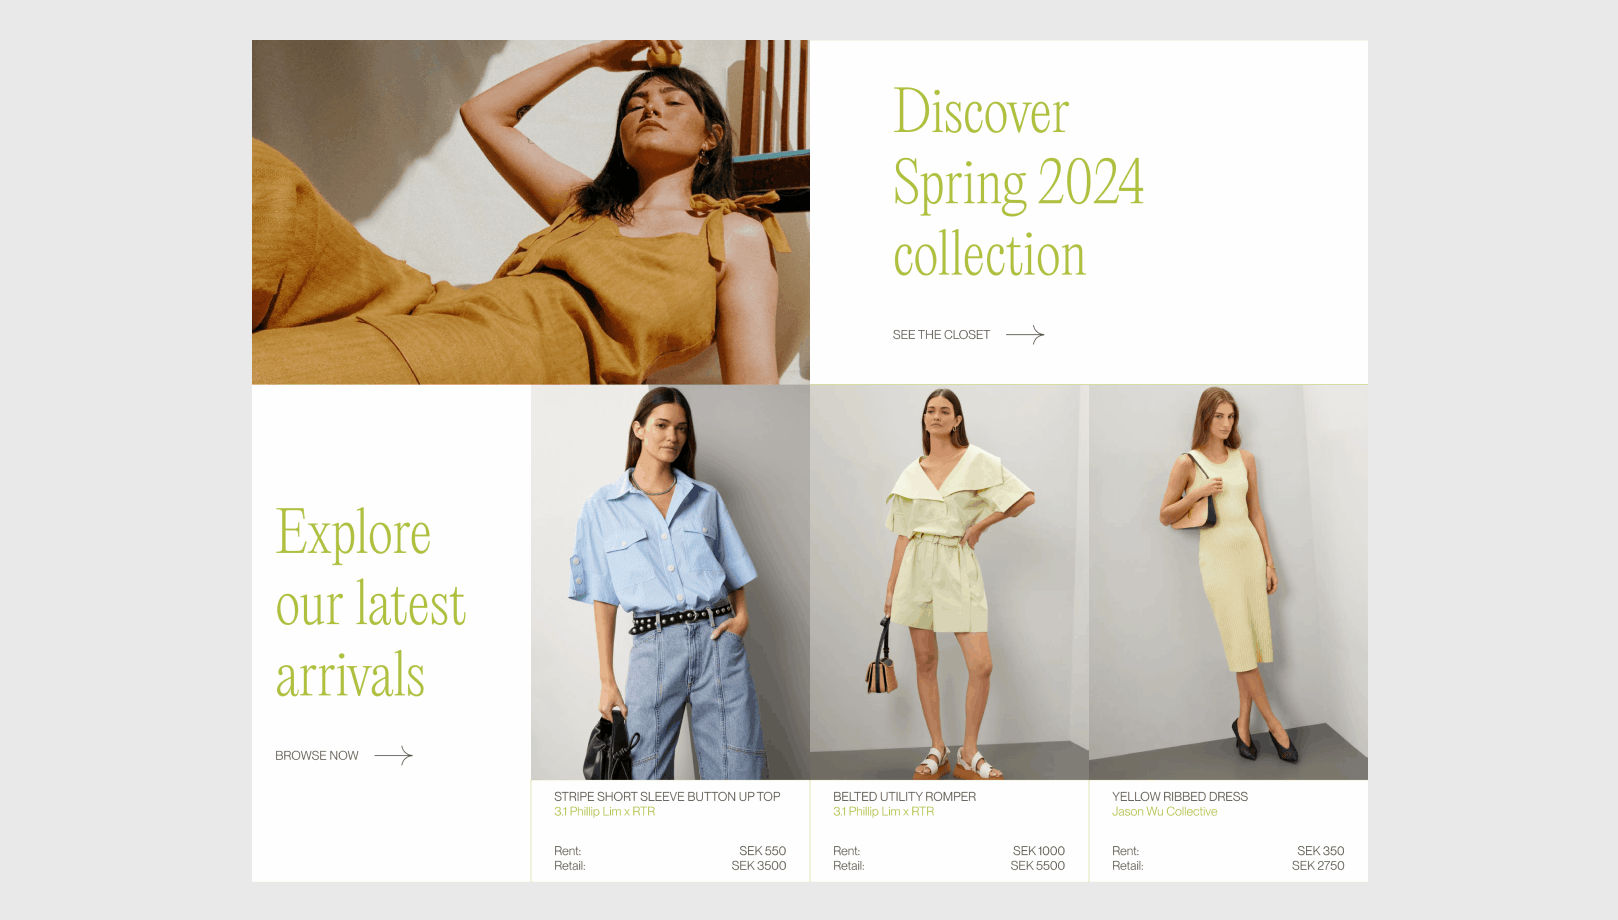 Discover
Spring 2024
collection
SEE THE CLOSET
Explore
our latest
arrivals
BROWSE NOW
STRIPE SHORT SLEEVE BUTTON UP TOP
3.1 Phillip Lim x RTR
Rent: SEK 550
Retail: SEK 3500
BELTED UTILITY ROMPER
3.1 Phillip Lim x RTR
Rent: SEK 1000
Retail: SEK 5500
YELLOW RIBBED DRESS
Jason Wu Collective
Rent: SEK 350
Retail: SEK 2750